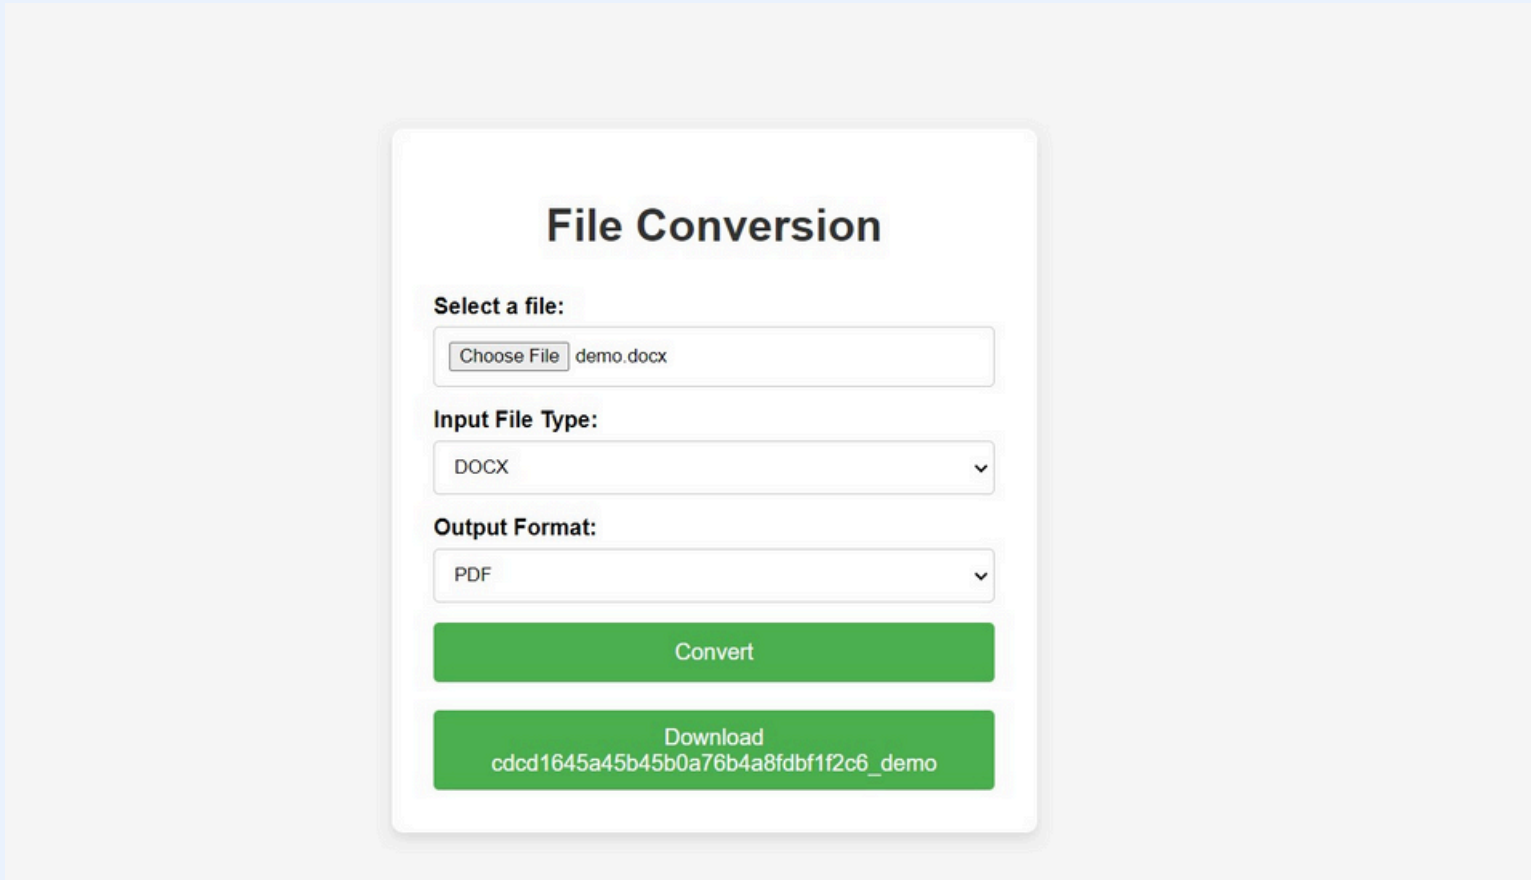 File Conversion
Select a file:
Choose File demo.docx
Input File Type:
DOCX
Output Format:
PDF
Convert
Download
cdcd1645a45b45b0a76b4a8fdbf1f2c6_demo